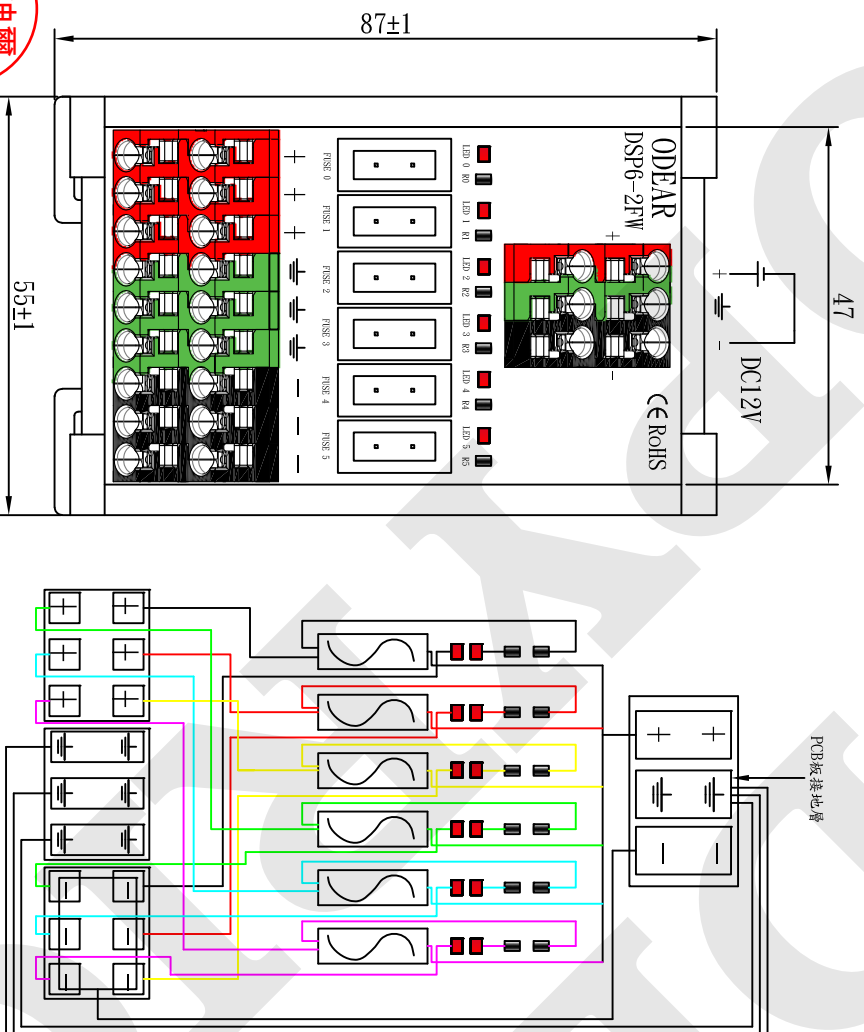 87±1
47
55±1
ODEAR
DSP6-2FW
DC12V
+
⏚
-
+
-
CE RoHS
LED 0 R0
LED 1 R1
LED 2 R2
LED 3 R3
LED 4 R4
LED 5 R5
FUSE 0
FUSE 1
FUSE 2
FUSE 3
FUSE 4
FUSE 5
+
+
+
⏚
⏚
⏚
-
-
-
PCB板接地層
+ +
⏚ ⏚
- -
+ +
+ +
+ +
⏚ ⏚
⏚ ⏚
⏚ ⏚
- -
- -
- -